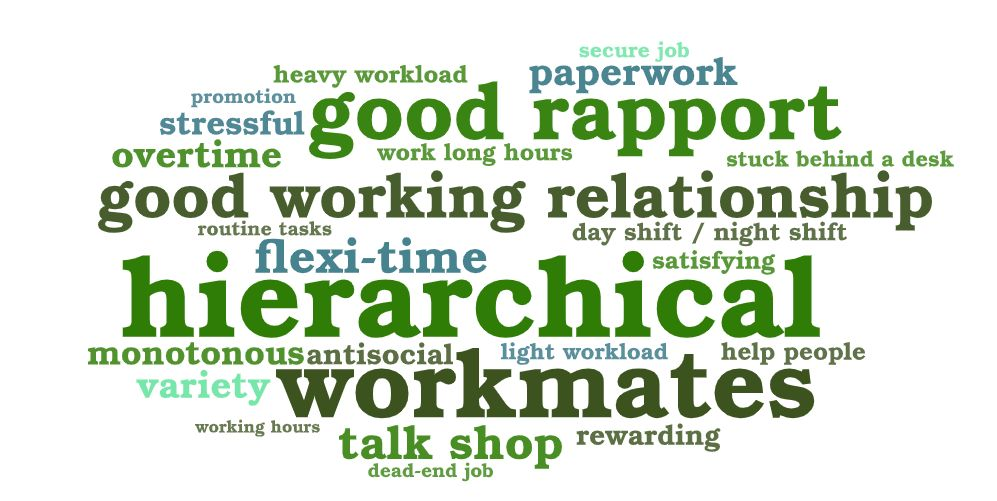 secure job
heavy workload
paperwork
promotion
good rapport
stressful
overtime
work long hours
stuck behind a desk
good working relationship
routine tasks
day shift / night shift
flexi-time
satisfying
hierarchical
monotonous
antisocial
light workload
help people
variety
workmates
working hours
talk shop
rewarding
dead-end job